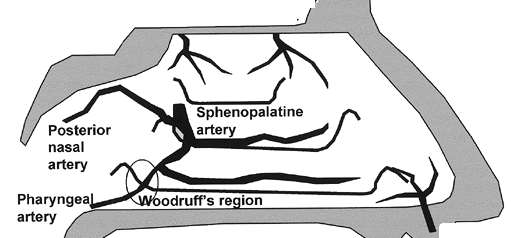 Sphenopalatine
artery
Posterior
nasal
artery
Pharyngeal
artery
Woodruff's region